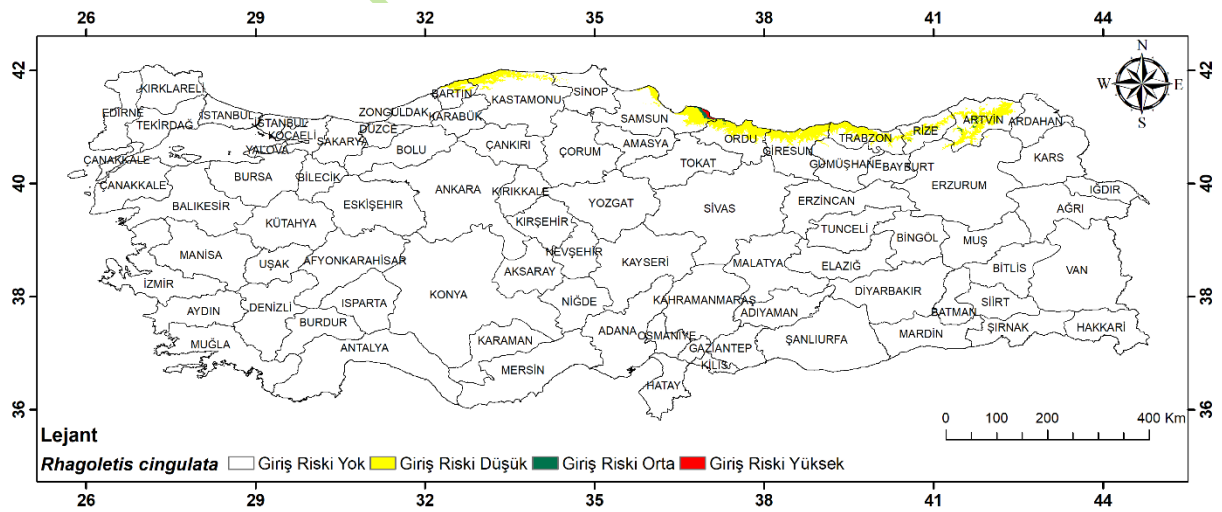 26 29 32 35 38 41 44
42 42
N
W E
S
KIRKLARELİ
EDİRNE
TEKİRDAĞ
İSTANBUL
İSTANBUL
KOCAELİ
YALOVA
SAKARYA
DÜZCE
ZONGULDAK
BARTIN
KARABÜK
KASTAMONU
SİNOP
SAMSUN
ORDU
GİRESUN
TRABZON
RİZE
ARTVİN
ARDAHAN
ÇANAKKALE
ÇANAKKALE
BURSA
BİLECİK
BOLU
ÇANKIRI
ÇORUM
AMASYA
TOKAT
GÜMÜŞHANE
BAYBURT
ERZURUM
KARS
IĞDIR
40 40
BALIKESİR
KÜTAHYA
ESKİŞEHİR
ANKARA
KIRIKKALE
KIRŞEHİR
YOZGAT
SİVAS
ERZİNCAN
TUNCELİ
BİNGÖL
MUŞ
AĞRI
MANİSA
UŞAK
AFYONKARAHİSAR
NEVŞEHİR
AKSARAY
KAYSERİ
MALATYA
ELAZIĞ
DİYARBAKIR
BİTLİS
VAN
İZMİR
38 38
AYDIN
DENİZLİ
ISPARTA
KONYA
NİĞDE
KAHRAMANMARAŞ
ADIYAMAN
BATMAN
SİİRT
MUĞLA
BURDUR
ANTALYA
KARAMAN
MERSİN
ADANA
OSMANİYE
GAZİANTEP
KİLİS
ŞANLIURFA
MARDİN
ŞIRNAK
HAKKARİ
HATAY
36 36
0 100 200 400 Km
Lejant
Rhagoletis cingulata Giriş Riski Yok Giriş Riski Düşük Giriş Riski Orta Giriş Riski Yüksek
26 29 32 35 38 41 44